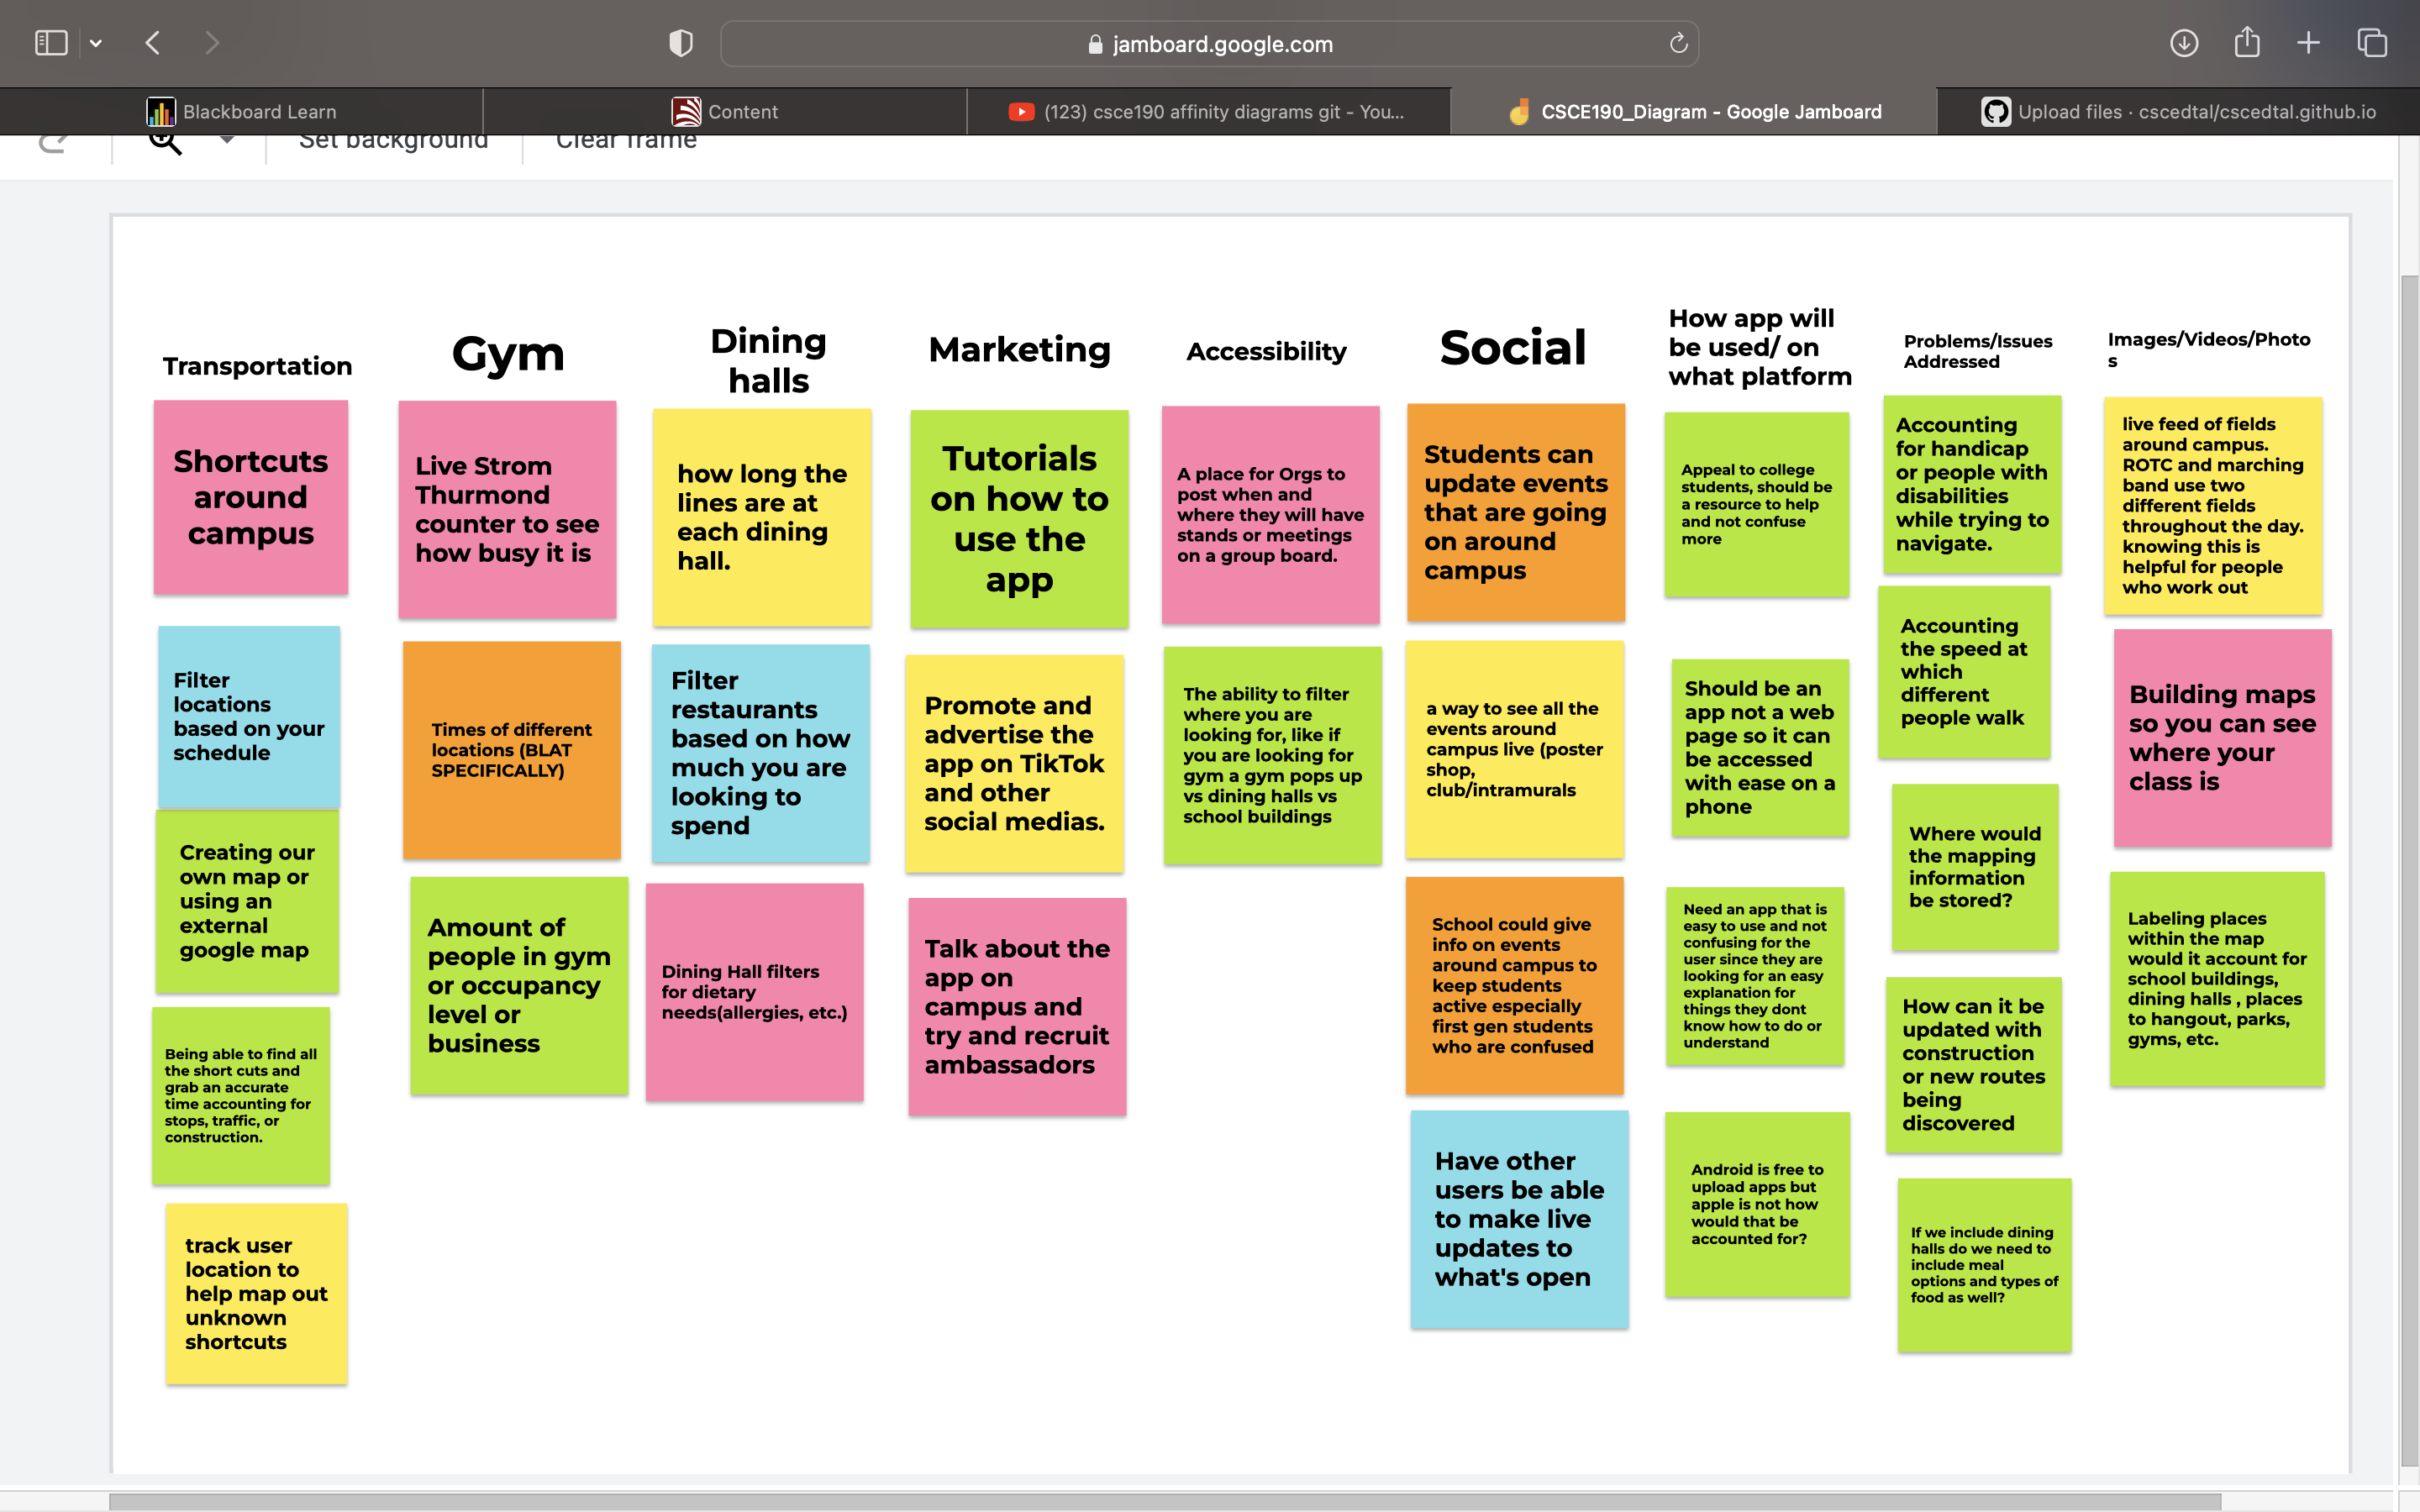 jamboard.google.com
Blackboard Learn
Content
(123) csce190 affinity diagrams git - You...
CSCE190_Diagram - Google Jamboard
Upload files · cscedtal/cscedtal.github.io
Set background
Clear frame
Transportation
Shortcuts
around
campus
Filter
locations
based on your
schedule
Creating our
own map or
using an
external
google map
Being able to find all
the short cuts and
grab an accurate
time accounting for
stops, traffic, or
construction.
track user
location to
help map out
unknown
shortcuts
Gym
Live Strom
Thurmond
counter to see
how busy it is
Times of different
locations (BLAT
SPECIFICALLY)
Amount of
people in gym
or occupancy
level or
business
Dining
halls
how long the
lines are at
each dining
hall.
Filter
restaurants
based on how
much you are
looking to
spend
Dining Hall filters
for dietary
needs(allergies, etc.)
Marketing
Tutorials
on how to
use the
app
Promote and
advertise the
app on TikTok
and other
social medias.
Talk about the
app on
campus and
try and recruit
ambassadors
Accessibility
A place for Orgs to
post when and
where they will have
stands or meetings
on a group board.
The ability to filter
where you are
looking for, like if
you are looking for
gym a gym pops up
vs dining halls vs
school buildings
Social
Students can
update events
that are going
on around
campus
a way to see all the
events around
campus live (poster
shop,
club/intramurals
School could give
info on events
around campus to
keep students
active especially
first gen students
who are confused
Have other
users be able
to make live
updates to
what's open
How app will
be used/ on
what platform
Appeal to college
students, should be
a resource to help
and not confuse
more
Should be an
app not a web
page so it can
be accessed
with ease on a
phone
Need an app that is
easy to use and not
confusing for the
user since they are
looking for an easy
explanation for
things they dont
know how to do or
understand
Android is free to
upload apps but
apple is not how
would that be
accounted for?
Problems/Issues
Addressed
Accounting
for handicap
or people with
disabilities
while trying to
navigate.
Accounting
the speed at
which
different
people walk
Where would
the mapping
information
be stored?
How can it be
updated with
construction
or new routes
being
discovered
If we include dining
halls do we need to
include meal
options and types of
food as well?
Images/Videos/Photo
s
live feed of fields
around campus.
ROTC and marching
band use two
different fields
throughout the day.
knowing this is
helpful for people
who work out
Building maps
so you can see
where your
class is
Labeling places
within the map
would it account for
school buildings,
dining halls , places
to hangout, parks,
gyms, etc.